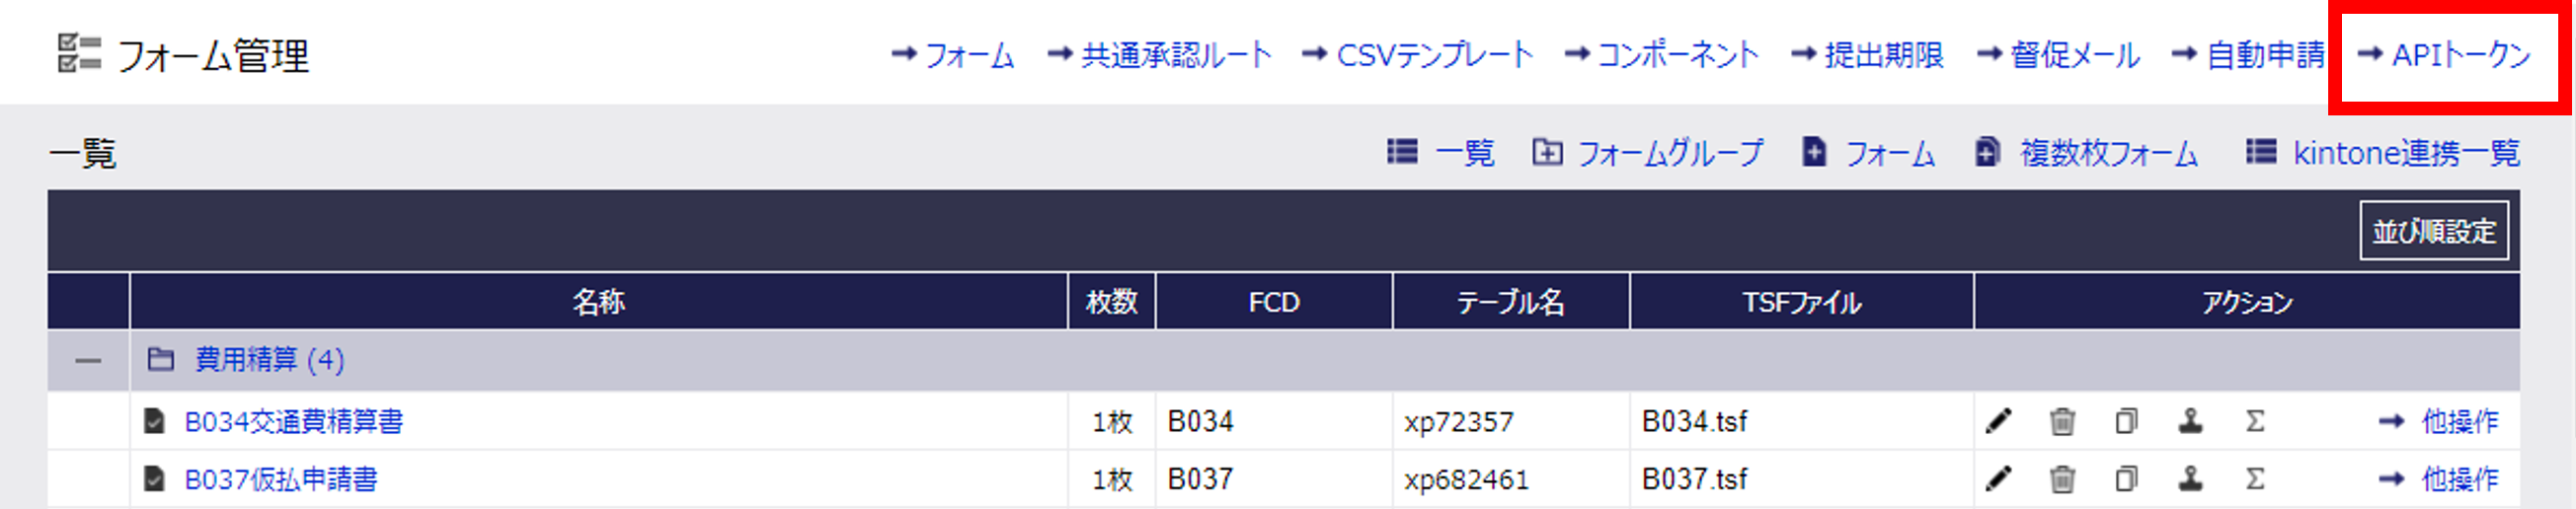 フォーム管理 フォーム 共通承認ルート CSVテンプレート コンポーネント 提出期限 督促メール 自動申請 APIトークン
一覧 一覧 フォームグループ フォーム 複数枚フォーム kintone連携一覧
並び順設定
名称 枚数 FCD テーブル名 TSFファイル アクション
費用精算 (4)
B034交通費精算書 1枚 B034 xp72357 B034.tsf Σ 他操作
B037仮払申請書 1枚 B037 xp682461 B037.tsf Σ 他操作